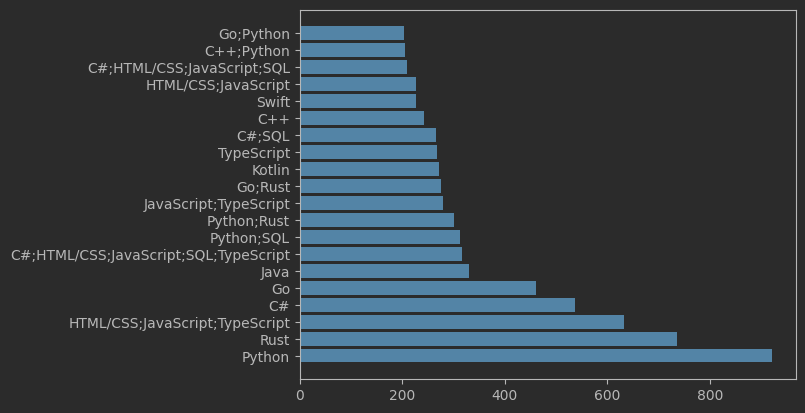 Go;Python
C++;Python
C#;HTML/CSS;JavaScript;SQL
HTML/CSS;JavaScript
Swift
C++
C#;SQL
TypeScript
Kotlin
Go;Rust
JavaScript;TypeScript
Python;Rust
Python;SQL
C#;HTML/CSS;JavaScript;SQL;TypeScript
Java
Go
C#
HTML/CSS;JavaScript;TypeScript
Rust
Python
0 200 400 600 800